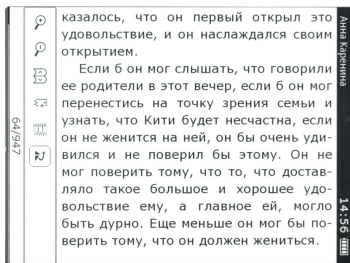 казалось, что он первый открыл это
удовольствие, и он наслаждался своим
открытием.
Если б он мог слышать, что говорили
ее родители в этот вечер, если б он мог
перенестись на точку зрения семьи и
узнать, что Кити будет несчастна, если
он не женится на ней, он бы очень уди-
вился и не поверил бы этому. Он не
мог поверить тому, что то, что достав-
ляло такое большое и хорошее удо-
вольствие ему, а главное ей, могло
быть дурно. Еще меньше он мог бы по-
верить тому, что он должен жениться.
Анна Каренина
14:56
64/947